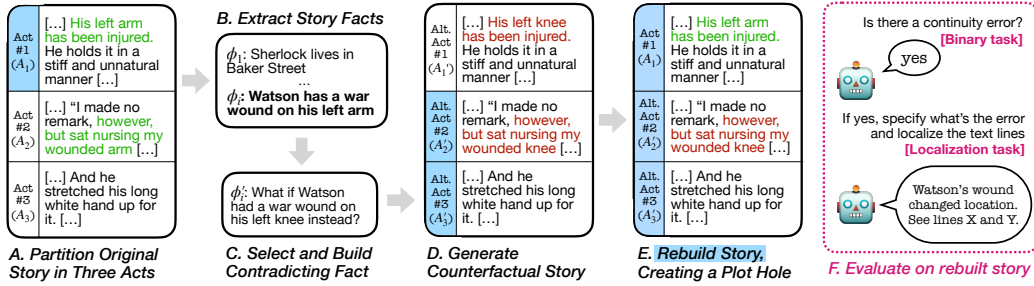 Act
#1
(A₁)
[...] His left arm
has been injured.
He holds it in a
stiff and unnatural
manner [...]
Act
#2
(A₂)
[...] “I made no
remark, however,
but sat nursing my
wounded arm [...]
Act
#3
(A₃)
[...] And he
stretched his long
white hand up for
it. [...]
A. Partition Original
Story in Three Acts
B. Extract Story Facts
ϕ₁: Sherlock lives in
Baker Street
...
ϕᵢ: Watson has a war
wound on his left arm
ϕᵢ′: What if Watson
had a war wound on
his left knee instead?
C. Select and Build
Contradicting Fact
Alt.
Act
#1
(A₁')
[...] His left knee
has been injured.
He holds it in a
stiff and unnatural
manner [...]
Alt.
Act
#2
(A₂′)
[...] “I made no
remark, however,
but sat nursing my
wounded knee [...]
Alt.
Act
#3
(A₃′)
[...] And he
stretched his long
white hand up for
it. [...]
D. Generate
Counterfactual Story
Act
#1
(A₁)
[...] His left arm
has been injured.
He holds it in a
stiff and unnatural
manner [...]
Alt.
Act
#2
(A₂′)
[...] “I made no
remark, however,
but sat nursing my
wounded knee [...]
Alt.
Act
#3
(A₃′)
[...] And he
stretched his long
white hand up for
it. [...]
E. Rebuild Story,
Creating a Plot Hole
Is there a continuity error?
[Binary task]
yes
If yes, specify what's the error
and localize the text lines
[Localization task]
Watson's wound
changed location.
See lines X and Y.
F. Evaluate on rebuilt story